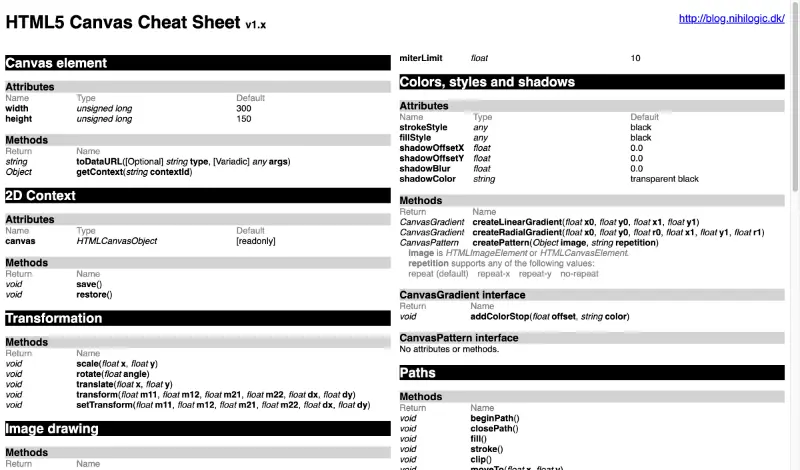 HTML5 Canvas Cheat Sheet v1.x
http://blog.nihilogic.dk/
Canvas element
Attributes
Name Type Default
width unsigned long 300
height unsigned long 150
Methods
Return Name
string toDataURL([Optional] string type, [Variadic] any args)
Object getContext(string contextId)
2D Context
Attributes
Name Type Default
canvas HTMLCanvasObject [readonly]
Methods
Return Name
void save()
void restore()
Transformation
Methods
Return Name
void scale(float x, float y)
void rotate(float angle)
void translate(float x, float y)
void transform(float m11, float m12, float m21, float m22, float dx, float dy)
void setTransform(float m11, float m12, float m21, float m22, float dx, float dy)
Image drawing
Methods
Return Name
miterLimit float 10
Colors, styles and shadows
Attributes
Name Type Default
strokeStyle any black
fillStyle any black
shadowOffsetX float 0.0
shadowOffsetY float 0.0
shadowBlur float 0.0
shadowColor string transparent black
Methods
Return Name
CanvasGradient createLinearGradient(float x0, float y0, float x1, float y1)
CanvasGradient createRadialGradient(float x0, float y0, float r0, float x1, float y1, float r1)
CanvasPattern createPattern(Object image, string repetition)
image is HTMLImageElement or HTMLCanvasElement.
repetition supports any of the following values:
repeat (default) repeat-x repeat-y no-repeat
CanvasGradient interface
Return Name
void addColorStop(float offset, string color)
CanvasPattern interface
No attributes or methods.
Paths
Methods
Return Name
void beginPath()
void closePath()
void fill()
void stroke()
void clip()
void moveTo(float x, float y)